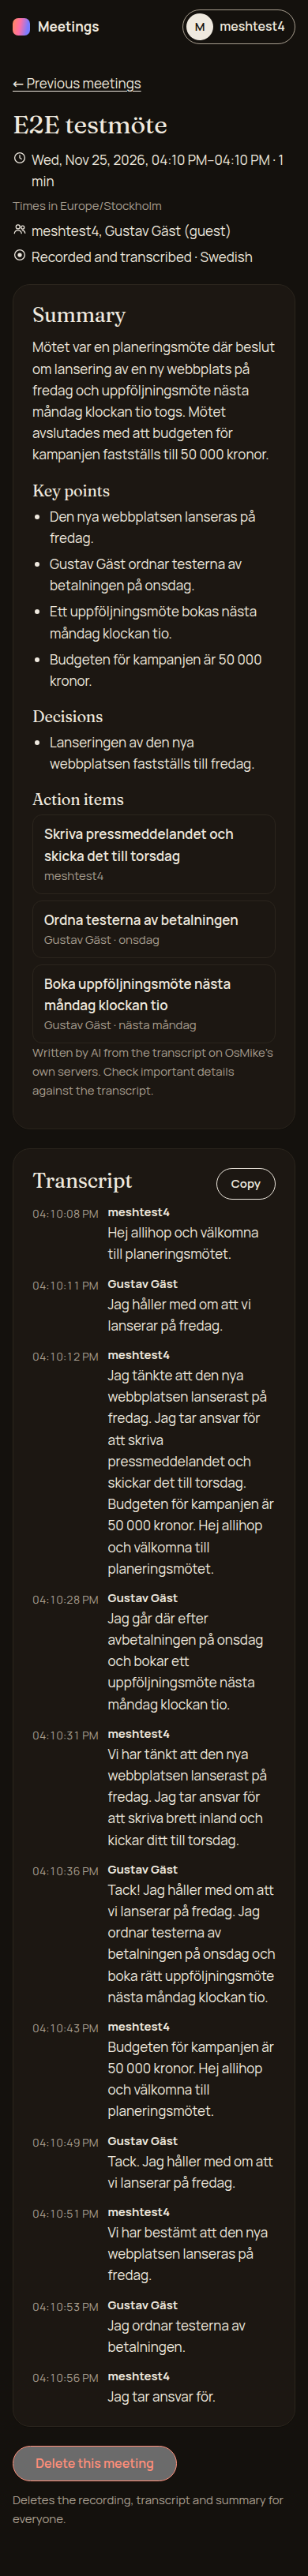 Meetings
M meshtest4
← Previous meetings
E2E testmöte
Wed, Nov 25, 2026, 04:10 PM–04:10 PM · 1
min
Times in Europe/Stockholm
meshtest4, Gustav Gäst (guest)
Recorded and transcribed · Swedish
Summary
Mötet var en planeringsmöte där beslut
om lansering av en ny webbplats på
fredag och uppföljningsmöte nästa
måndag klockan tio togs. Mötet
avslutades med att budgeten för
kampanjen fastställs till 50 000 kronor.
Key points
• Den nya webbplatsen lanseras på
fredag.
• Gustav Gäst ordnar testerna av
betalningen på onsdag.
• Ett uppföljningsmöte bokas nästa
måndag klockan tio.
• Budgeten för kampanjen är 50 000
kronor.
Decisions
• Lanseringen av den nya
webbplatsen fastställs till fredag.
Action items
Skriva pressmeddelandet och
skicka det till torsdag
meshtest4
Ordna testerna av betalningen
Gustav Gäst · onsdag
Boka uppföljningsmöte nästa
måndag klockan tio
Gustav Gäst · nästa måndag
Written by AI from the transcript on OsMike's
own servers. Check important details
against the transcript.
Transcript
Copy
04:10:08 PM meshtest4
Hej allihop och välkomna
till planeringsmötet.
04:10:11 PM Gustav Gäst
Jag håller med om att vi
lanserar på fredag.
04:10:12 PM meshtest4
Jag tänkte att den nya
webbplatsen lanserast på
fredag. Jag tar ansvar för
att skriva
pressmeddelandet och
skickar det till torsdag.
Budgeten för kampanjen är
50 000 kronor. Hej allihop
och välkomna till
planeringsmötet.
04:10:28 PM Gustav Gäst
Jag går där efter
avbetalningen på onsdag
och bokar ett
uppföljningsmöte nästa
måndag klockan tio.
04:10:31 PM meshtest4
Vi har tänkt att den nya
webbplatsen lanserast på
fredag. Jag tar ansvar för
att skriva brett inland och
kickar ditt till torsdag.
04:10:36 PM Gustav Gäst
Tack! Jag håller med om att
vi lanserar på fredag. Jag
ordnar testerna av
betalningen på onsdag och
boka rätt uppföljningsmöte
nästa måndag klockan tio.
04:10:43 PM meshtest4
Budgeten för kampanjen är
50 000 kronor. Hej allihop
och välkomna till
planeringsmötet.
04:10:49 PM Gustav Gäst
Tack. Jag håller med om att
vi lanserar på fredag.
04:10:51 PM meshtest4
Vi har bestämt att den nya
webbplatsen lanseras på
fredag.
04:10:53 PM Gustav Gäst
Jag ordnar testerna av
betalningen.
04:10:56 PM meshtest4
Jag tar ansvar för.
Delete this meeting
Deletes the recording, transcript and summary for
everyone.